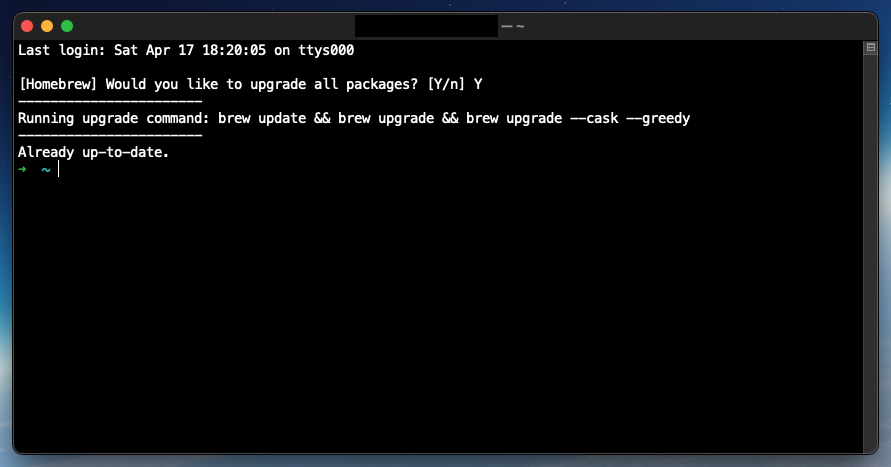 — ~
Last login: Sat Apr 17 18:20:05 on ttys000
[Homebrew] Would you like to upgrade all packages? [Y/n] Y
-----------------------
Running upgrade command: brew update && brew upgrade && brew upgrade --cask --greedy
-----------------------
Already up-to-date.
➜ ~